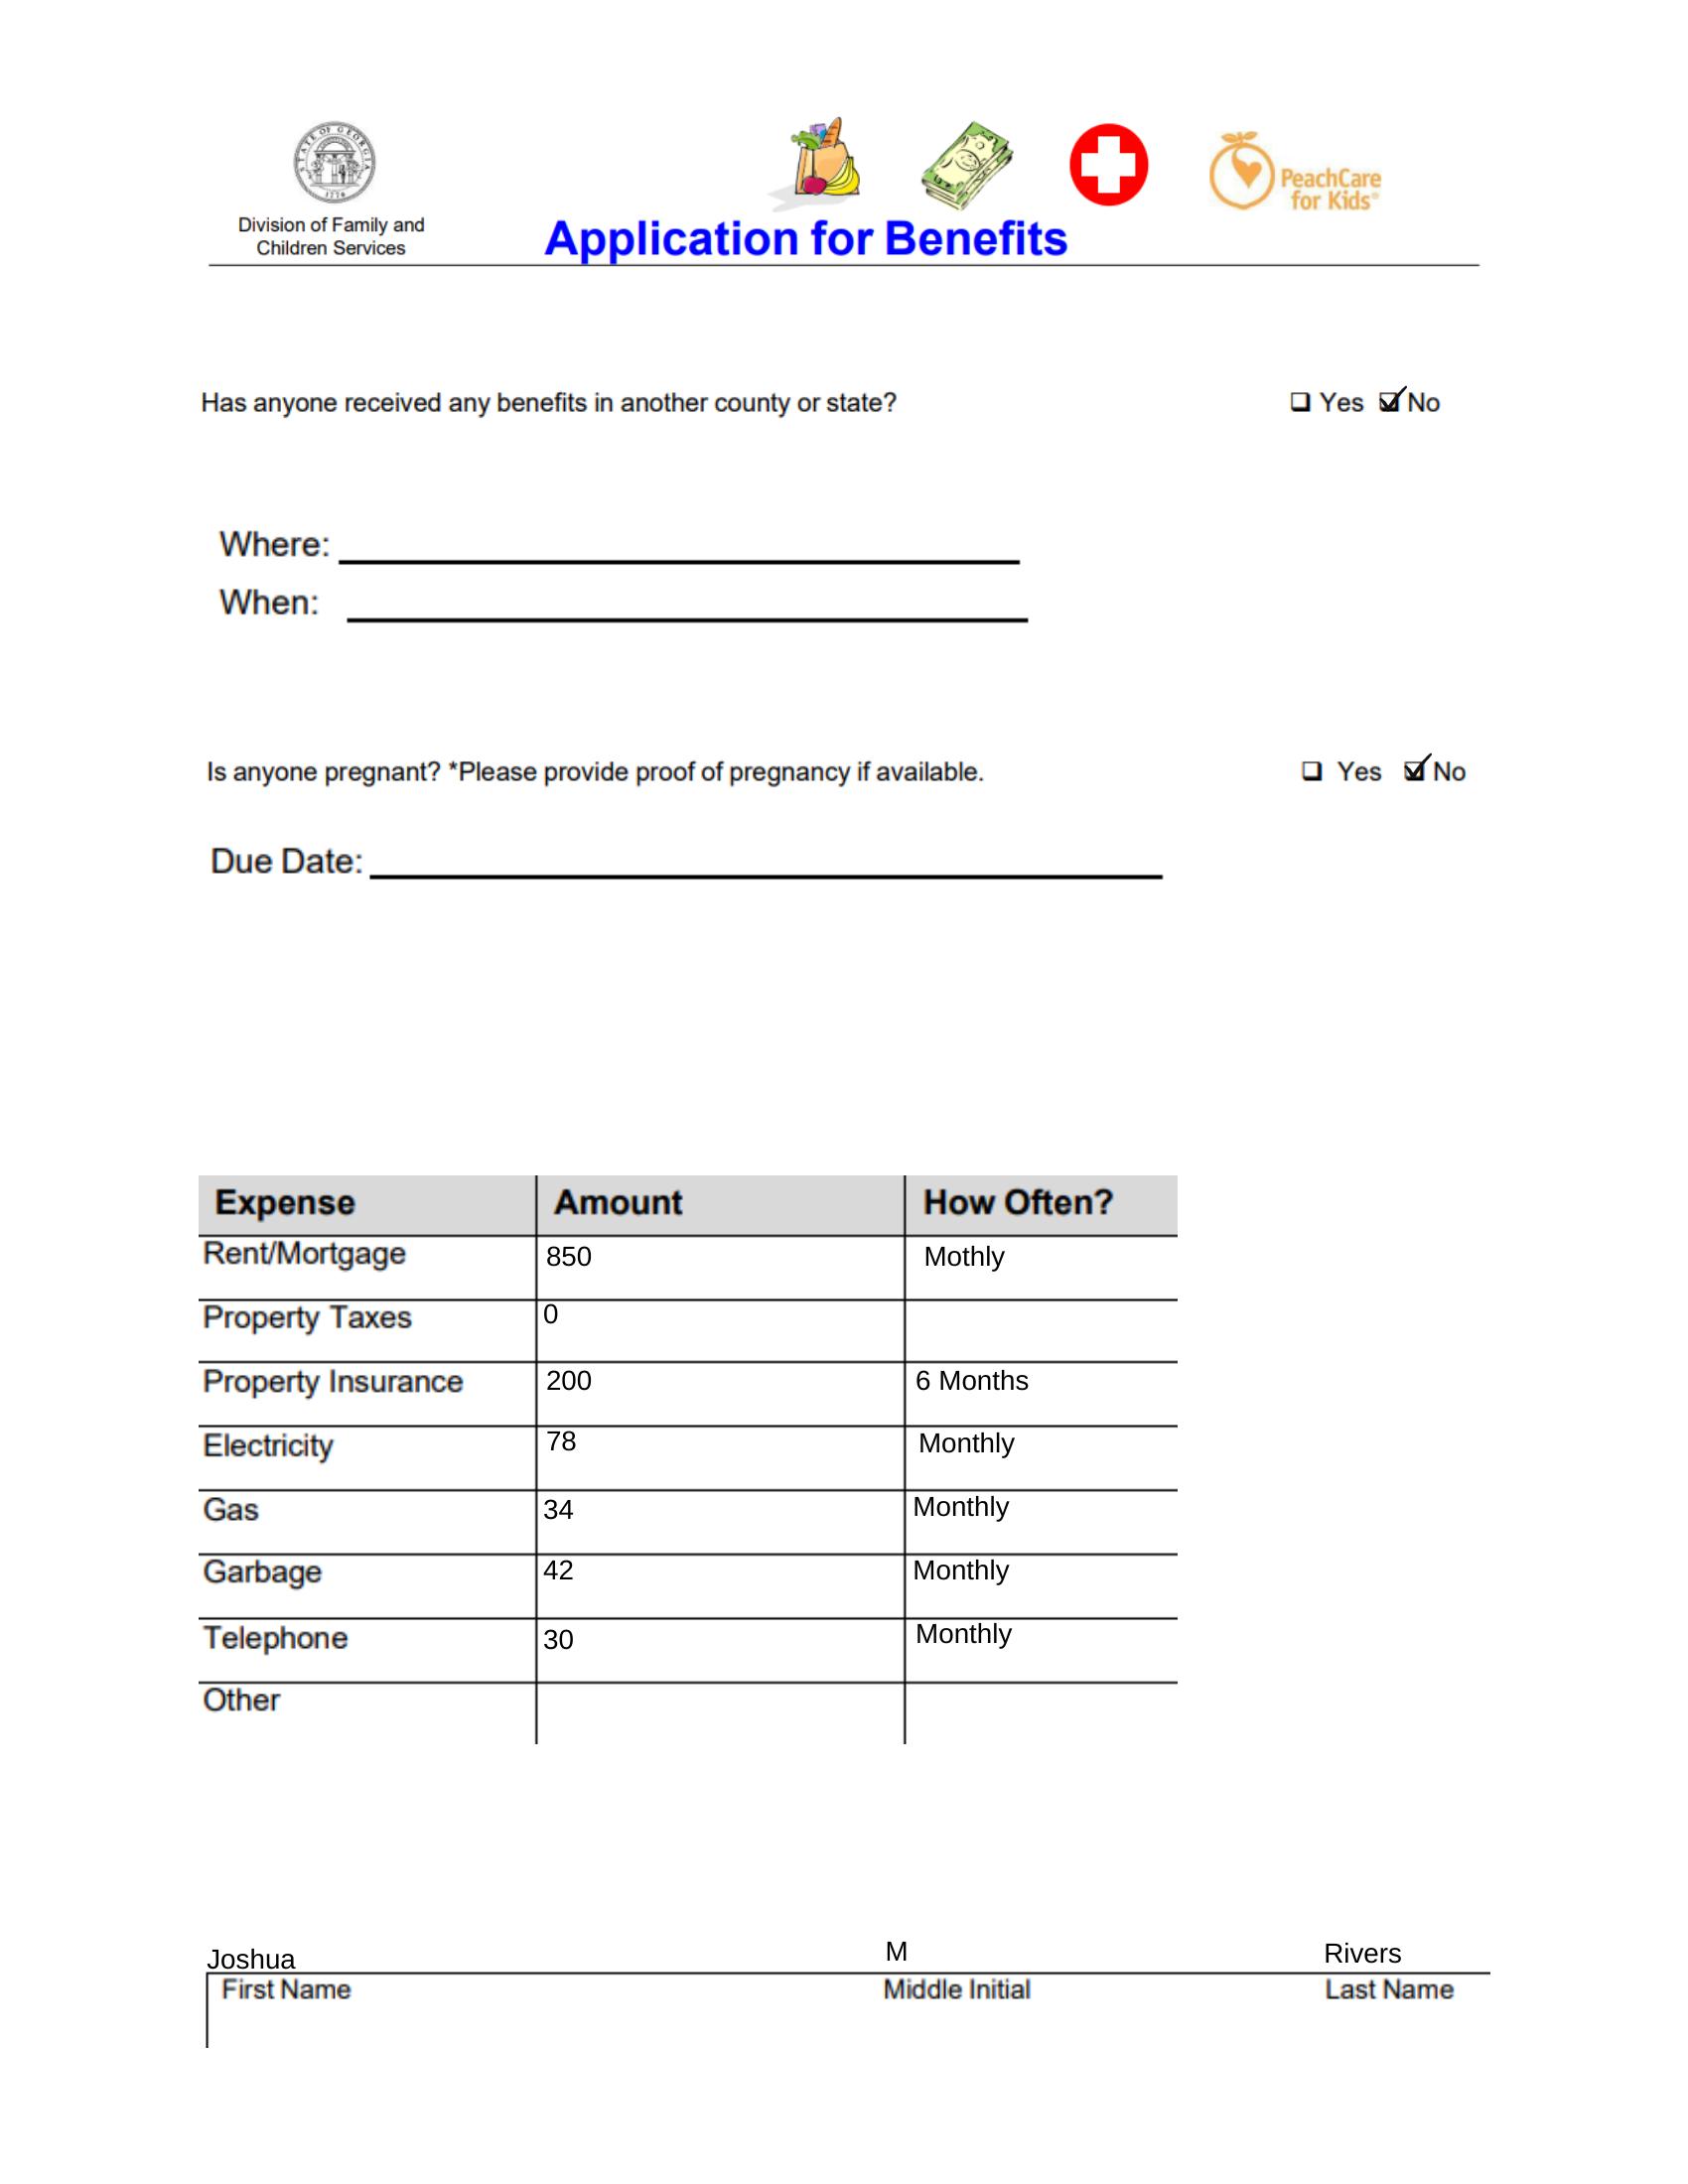 STATE OF GEORGIA
1776
Division of Family and
Children Services
Application for Benefits
PeachCare
for Kids®
Has anyone received any benefits in another county or state? ❑ Yes ☑ No
Where:
When:
Is anyone pregnant? *Please provide proof of pregnancy if available. ❑ Yes ☑ No
Due Date:
Expense Amount How Often?
Rent/Mortgage 850 Mothly
Property Taxes 0
Property Insurance 200 6 Months
Electricity 78 Monthly
Gas 34 Monthly
Garbage 42 Monthly
Telephone 30 Monthly
Other
Joshua M Rivers
First Name Middle Initial Last Name